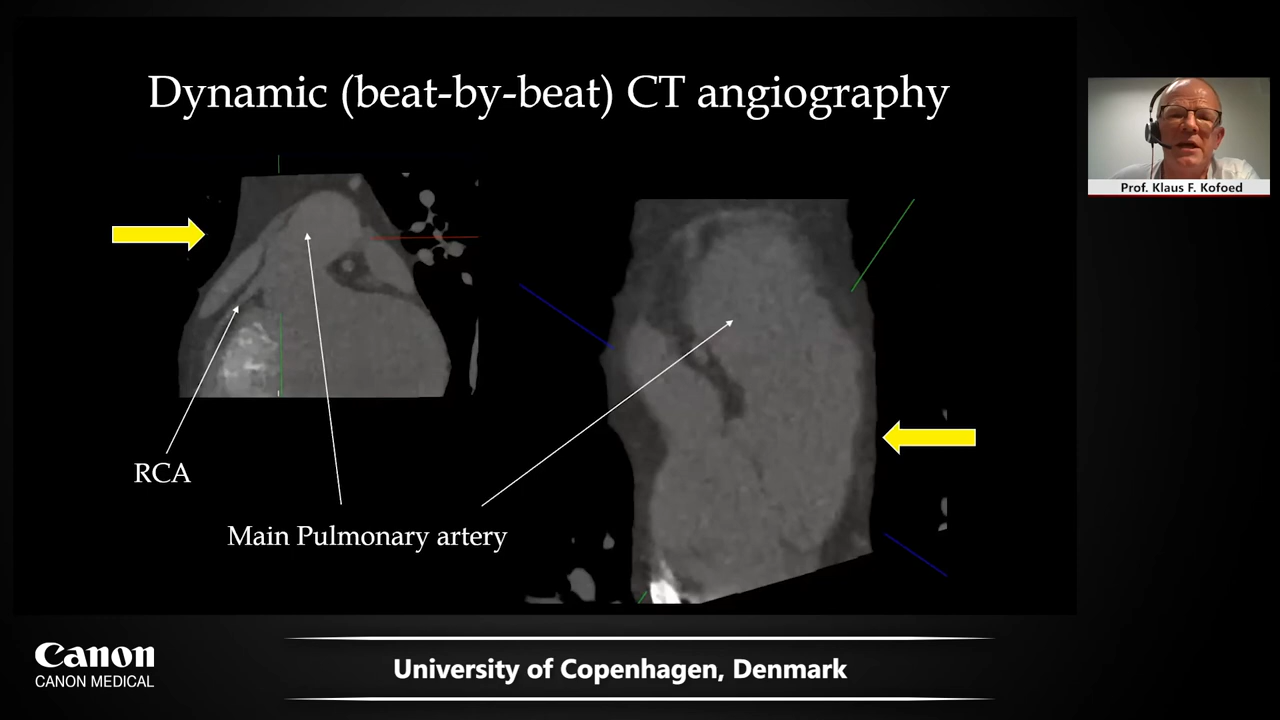 Dynamic (beat-by-beat) CT angiography
Prof. Klaus F. Kofoed
RCA
Main Pulmonary artery
Canon
CANON MEDICAL
University of Copenhagen, Denmark